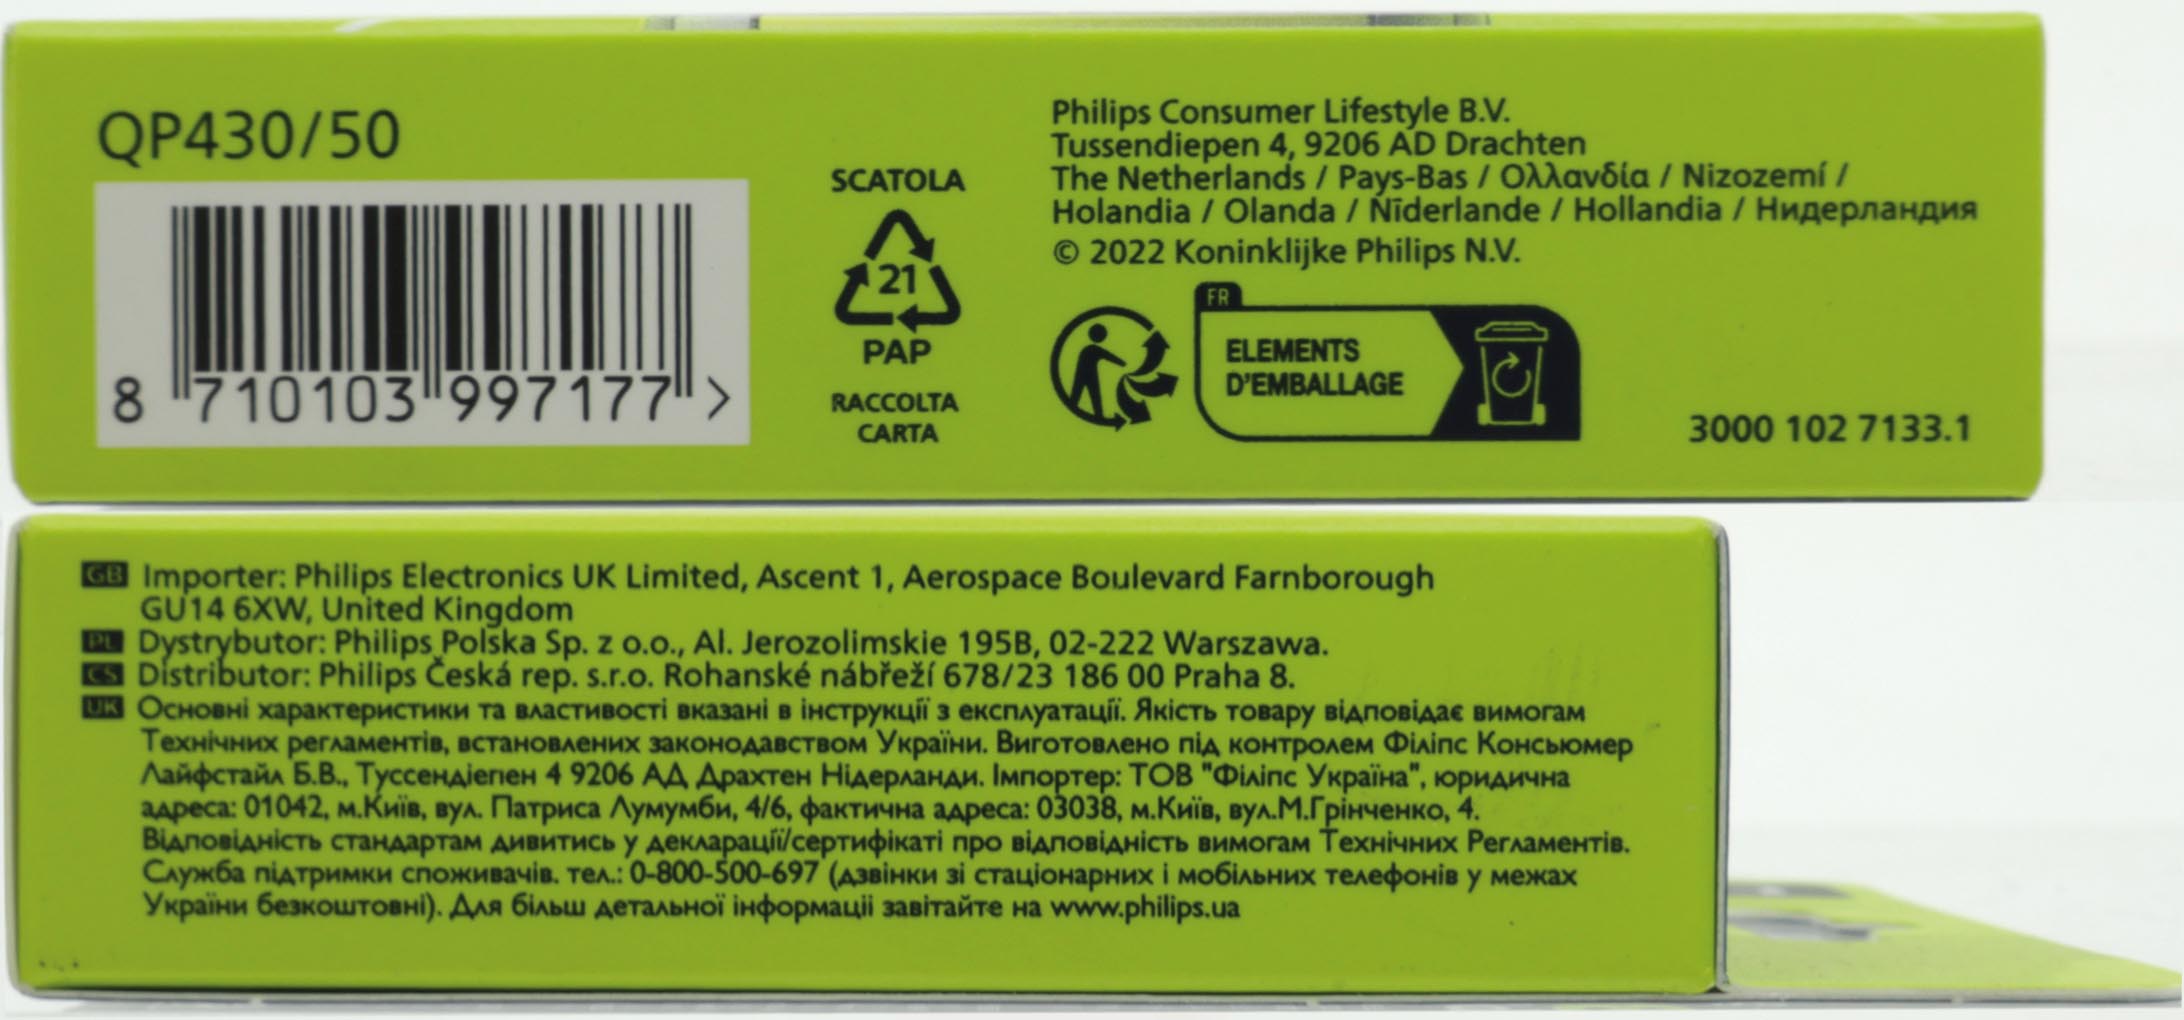 QP430/50
8 710103 997177 >
SCATOLA
21
PAP
RACCOLTA
CARTA
Philips Consumer Lifestyle B.V.
Tussendiepen 4, 9206 AD Drachten
The Netherlands / Pays-Bas / Ολλανδία / Nizozemí /
Holandia / Olanda / Nīderlande / Hollandia / Нидерландия
© 2022 Koninklijke Philips N.V.
FR
ELEMENTS
D'EMBALLAGE
3000 102 7133.1
GB Importer: Philips Electronics UK Limited, Ascent 1, Aerospace Boulevard Farnborough
GU14 6XW, United Kingdom
PL Dystrybutor: Philips Polska Sp. z o.o., Al. Jerozolimskie 195B, 02-222 Warszawa.
CS Distributor: Philips Česká rep. s.r.o. Rohanské nábřeží 678/23 186 00 Praha 8.
UK Основні характеристики та властивості вказані в інструкції з експлуатації. Якість товару відповідає вимогам
Технічних регламентів, встановлених законодавством України. Виготовлено під контролем Філіпс Консьюмер
Лайфстайл Б.В., Туссендієпен 4 9206 АД Драхтен Нідерланди. Імпортер: ТОВ "Філіпс Україна", юридична
адреса: 01042, м.Київ, вул. Патриса Лумумби, 4/6, фактична адреса: 03038, м.Київ, вул.М.Грінченко, 4.
Відповідність стандартам дивитись у декларації/сертифікаті про відповідність вимогам Технічних Регламентів.
Служба підтримки споживачів. тел.: 0-800-500-697 (дзвінки зі стаціонарних і мобільних телефонів у межах
України безкоштовні). Для більш детальної інформації завітайте на www.philips.ua